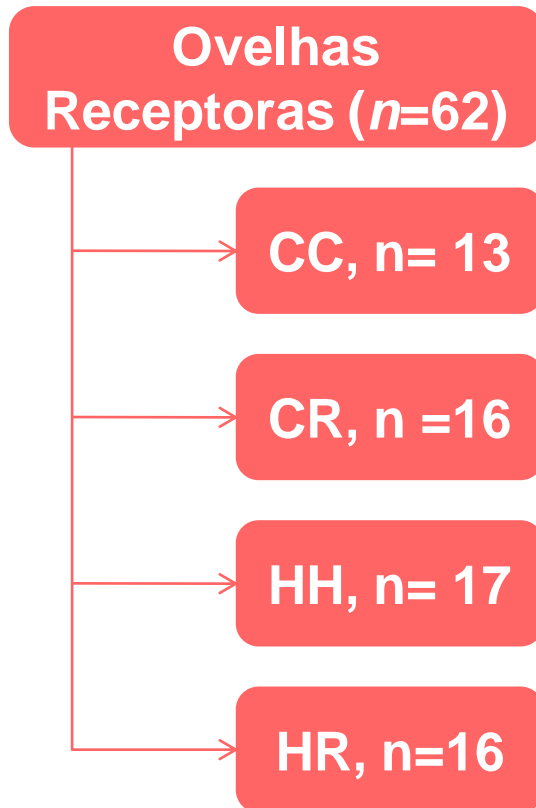 Ovelhas
Receptoras (n=62)
CC, n= 13
CR, n =16
HH, n= 17
HR, n=16